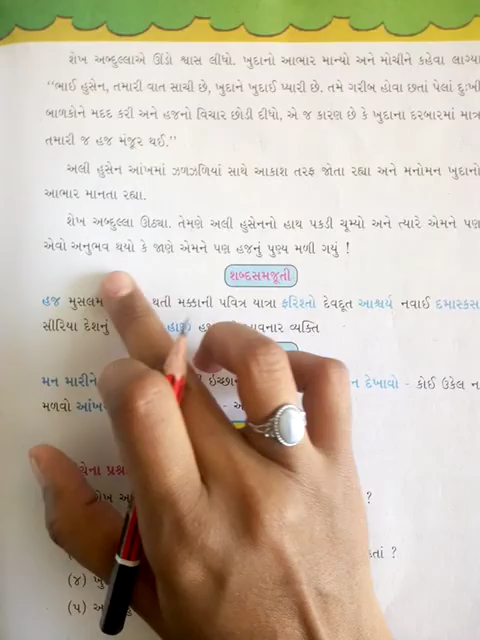 શેખ અબ્દુલ્લાએ ઊંડો શ્વાસ લીધો. ખુદાનો આભાર માન્યો અને મોચીને કહેવા લાગ્યા
“ભાઈ હુસેન, તમારી વાત સાચી છે, ખુદાને ખુદાઈ પ્યારી છે. તમે ગરીબ હોવા છતાં પેલાં દુઃખી
બાળકોને મદદ કરી અને હજનો વિચાર છોડી દીધો, એ જ કારણ છે કે ખુદાના દરબારમાં માત્ર
તમારી જ હજ મંજૂર થઈ.”
અલી હુસેન આંખમાં ઝળઝળિયાં સાથે આકાશ તરફ જોતા રહ્યા અને મનોમન ખુદાનો
આભાર માનતા રહ્યા.
શેખ અબ્દુલ્લા ઊઠ્યા. તેમણે અલી હુસેનનો હાથ પકડી ચૂમ્યો અને ત્યારે એમને પણ
એવો અનુભવ થયો કે જાણે એમને પણ હજનું પુણ્ય મળી ગયું !
શબ્દસમજૂતી
હજ થતી મક્કાની પવિત્ર યાત્રા ફરિશ્તો દેવદૂત આશ્ચર્ય નવાઈ દમાસ્કસ
સીરિયા દેશનું વ્યક્તિ
મન મારીને દેખાવો - કોઈ ઉકેલ ન
મળવો
?
?
(૪)
(૫)